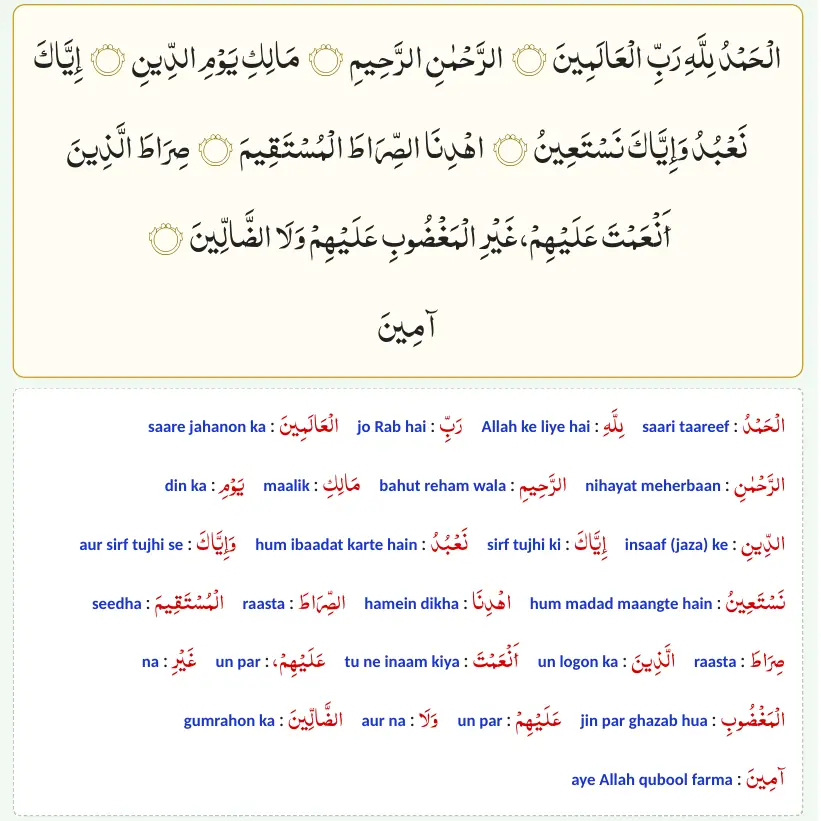 الْحَمْدُ لِلَّهِ رَبِّ الْعَالَمِينَ ۝ الرَّحْمٰنِ الرَّحِيمِ ۝ مَالِكِ يَوْمِ الدِّينِ ۝ إِيَّاكَ
نَعْبُدُ وَإِيَّاكَ نَسْتَعِينُ ۝ اهْدِنَا الصِّرَاطَ الْمُسْتَقِيمَ ۝ صِرَاطَ الَّذِينَ
أَنْعَمْتَ عَلَيْهِمْ، غَيْرِ الْمَغْضُوبِ عَلَيْهِمْ وَلَا الضَّالِّينَ ۝
آمِينَ
الْحَمْدُ : saari taareef لِلَّهِ : Allah ke liye hai رَبِّ : jo Rab hai الْعَالَمِينَ : saare jahanon ka
الرَّحْمٰنِ : nihayat meherbaan الرَّحِيمِ : bahut reham wala مَالِكِ : maalik يَوْمِ : din ka
الدِّينِ : insaaf (jaza) ke إِيَّاكَ : sirf tujhi ki نَعْبُدُ : hum ibaadat karte hain وَإِيَّاكَ : aur sirf tujhi se
نَسْتَعِينُ : hum madad maangte hain اهْدِنَا : hamein dikha الصِّرَاطَ : raasta الْمُسْتَقِيمَ : seedha
صِرَاطَ : raasta الَّذِينَ : un logon ka أَنْعَمْتَ : tu ne inaam kiya عَلَيْهِمْ، : un par غَيْرِ : na
الْمَغْضُوبِ : jin par ghazab hua عَلَيْهِمْ : un par وَلَا : aur na الضَّالِّينَ : gumrahon ka
آمِينَ : aye Allah qubool farma